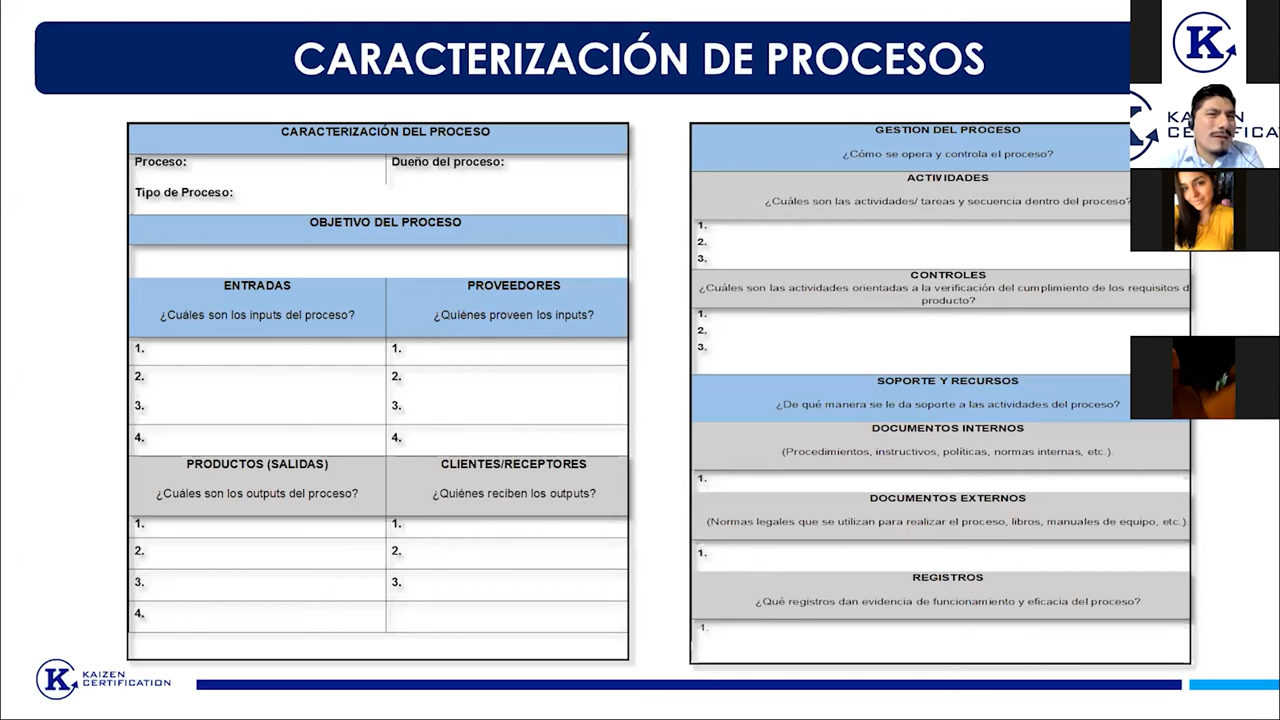 CARACTERIZACIÓN DE PROCESOS
CARACTERIZACIÓN DEL PROCESO
Proceso:
Dueño del proceso:
Tipo de Proceso:
OBJETIVO DEL PROCESO
ENTRADAS
¿Cuáles son los inputs del proceso?
PROVEEDORES
¿Quiénes proveen los inputs?
1.
1.
2.
2.
3.
3.
4.
4.
PRODUCTOS (SALIDAS)
¿Cuáles son los outputs del proceso?
CLIENTES/RECEPTORES
¿Quiénes reciben los outputs?
1.
1.
2.
2.
3.
3.
4.
GESTION DEL PROCESO
¿Cómo se opera y controla el proceso?
ACTIVIDADES
¿Cuáles son las actividades/ tareas y secuencia dentro del proceso?
1.
2.
3.
CONTROLES
¿Cuáles son las actividades orientadas a la verificación del cumplimiento de los requisitos d
producto?
1.
2.
3.
SOPORTE Y RECURSOS
¿De qué manera se le da soporte a las actividades del proceso?
DOCUMENTOS INTERNOS
(Procedimientos, instructivos, políticas, normas internas, etc.).
1.
DOCUMENTOS EXTERNOS
(Normas legales que se utilizan para realizar el proceso, libros, manuales de equipo, etc.).
1.
REGISTROS
¿Qué registros dan evidencia de funcionamiento y eficacia del proceso?
1.
K
KAIZEN
CERTIFICATION
K
KAIZEN
CERTIFICA